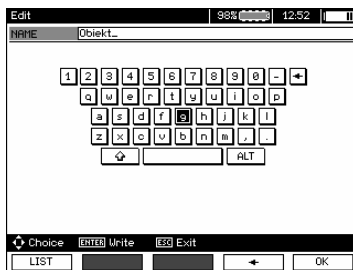 Edit 98% 12:52
NAME Obiekt_
1 2 3 4 5 6 7 8 9 0 - ←
q w e r t y u i o p
a s d f g h j k l
z x c v b n m , .
ALT
Choice ENTER Write ESC Exit
LIST ← OK